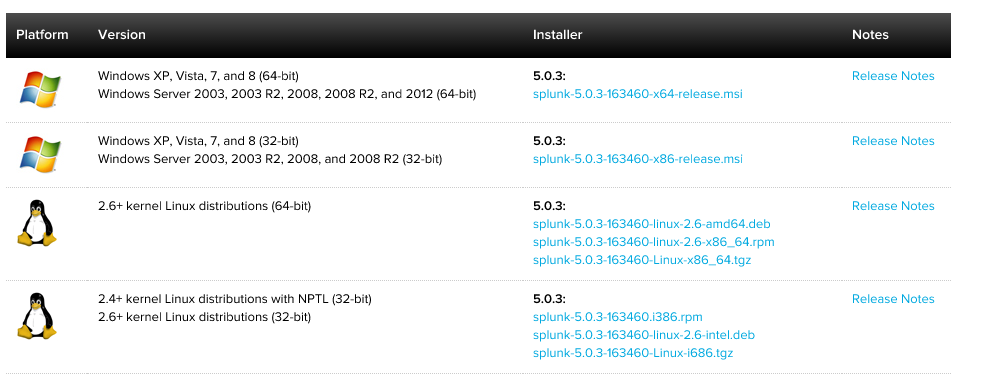 Platform Version Installer Notes
Windows XP, Vista, 7, and 8 (64-bit) 5.0.3: Release Notes
Windows Server 2003, 2003 R2, 2008, 2008 R2, and 2012 (64-bit) splunk-5.0.3-163460-x64-release.msi
Windows XP, Vista, 7, and 8 (32-bit) 5.0.3: Release Notes
Windows Server 2003, 2003 R2, 2008, and 2008 R2 (32-bit) splunk-5.0.3-163460-x86-release.msi
2.6+ kernel Linux distributions (64-bit) 5.0.3: Release Notes
splunk-5.0.3-163460-linux-2.6-amd64.deb
splunk-5.0.3-163460-linux-2.6-x86_64.rpm
splunk-5.0.3-163460-Linux-x86_64.tgz
2.4+ kernel Linux distributions with NPTL (32-bit) 5.0.3: Release Notes
2.6+ kernel Linux distributions (32-bit) splunk-5.0.3-163460.i386.rpm
splunk-5.0.3-163460-linux-2.6-intel.deb
splunk-5.0.3-163460-Linux-i686.tgz